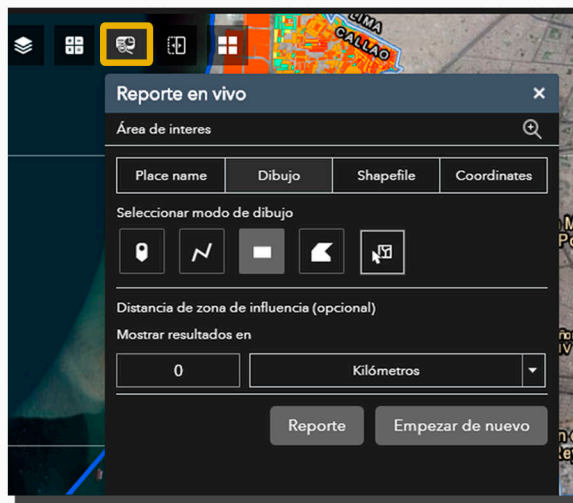 LIMA
CALLAO
Reporte en vivo
Área de interes
Place name
Dibujo
Shapefile
Coordinates
Seleccionar modo de dibujo
Distancia de zona de influencia (opcional)
Mostrar resultados en
0
Kilómetros
Reporte
Empezar de nuevo